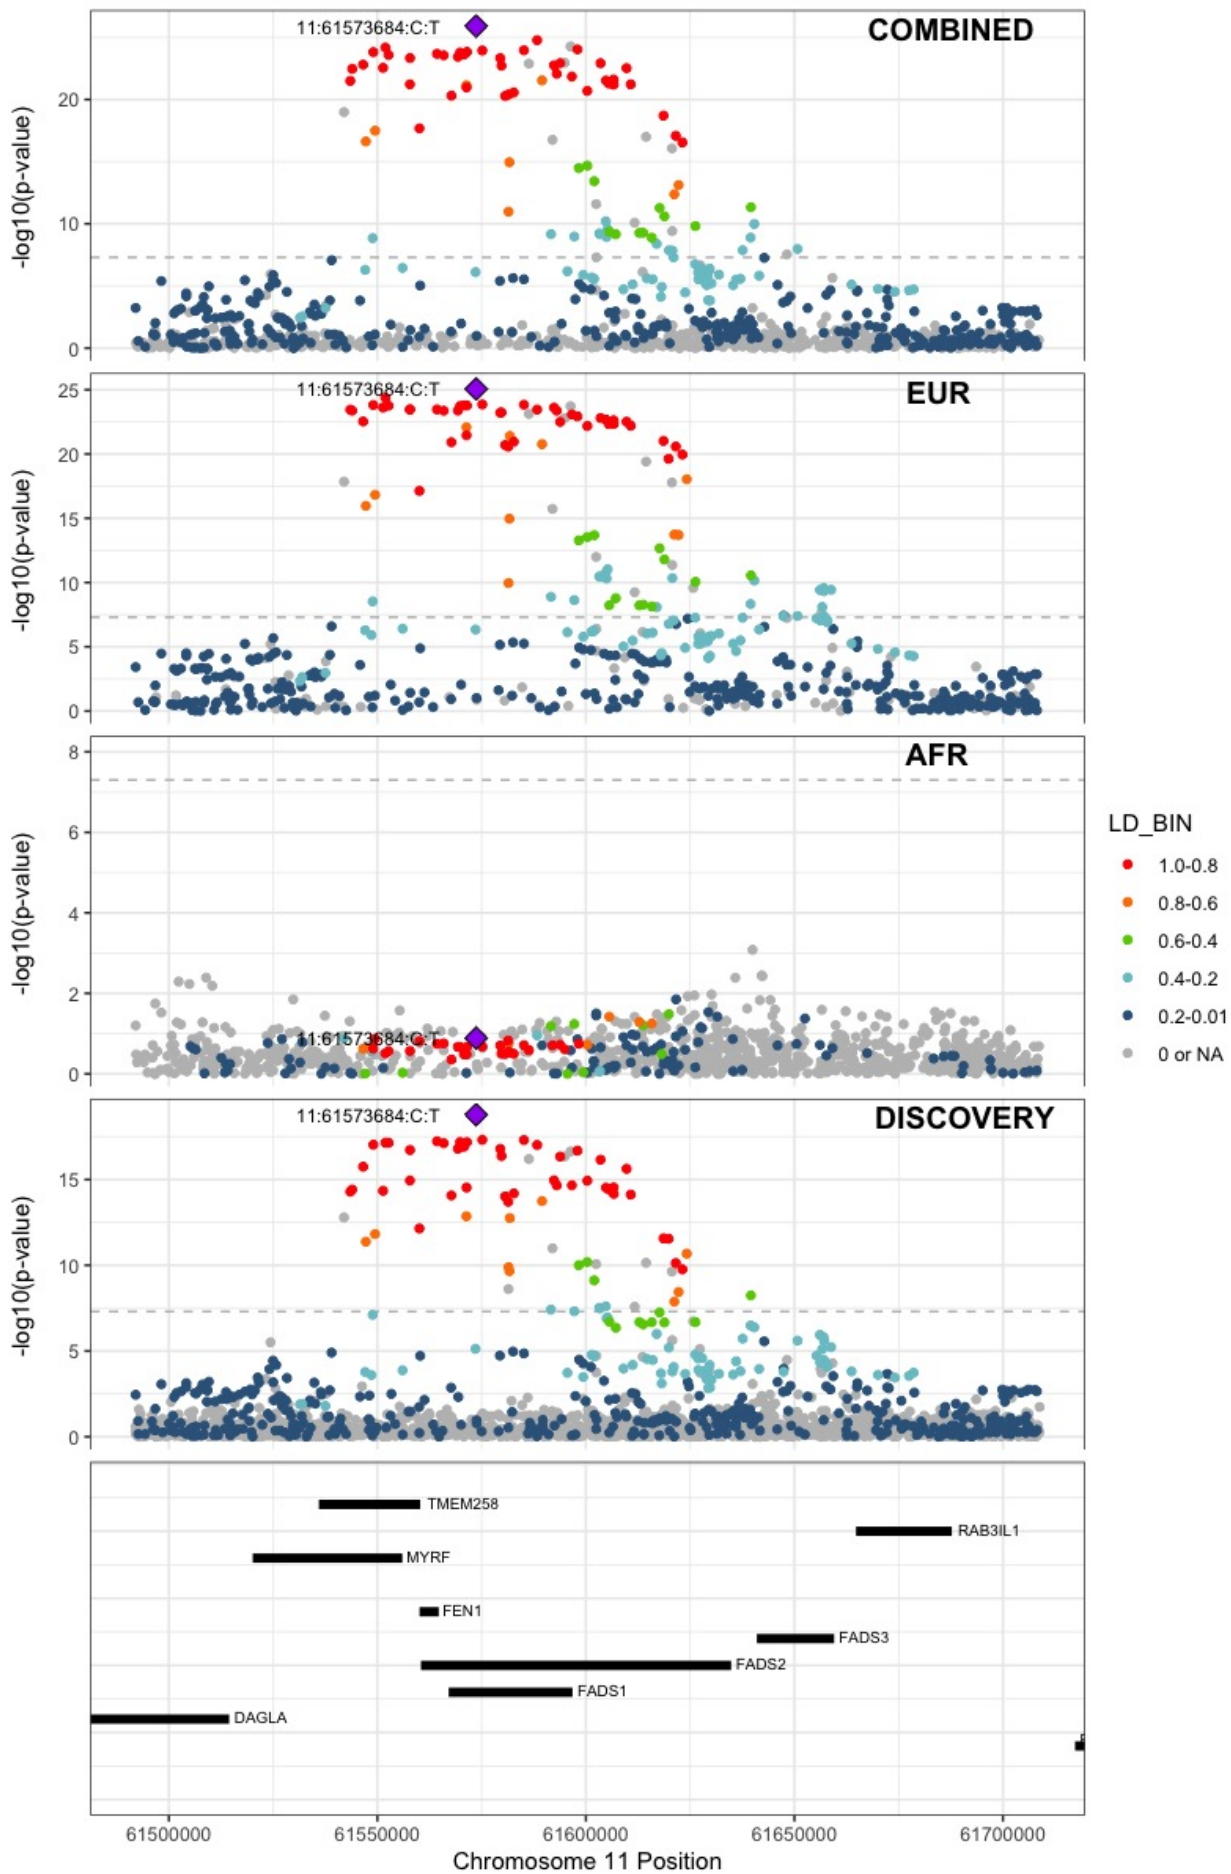 11:61573684:C:T
COMBINED
-log10(p-value)
20
10
0
11:61573684:C:T
EUR
-log10(p-value)
25
20
15
10
5
0
AFR
-log10(p-value)
8
6
4
2
0
11:61573684:C:T
LD_BIN
1.0-0.8
0.8-0.6
0.6-0.4
0.4-0.2
0.2-0.01
0 or NA
11:61573684:C:T
DISCOVERY
-log10(p-value)
15
10
5
0
TMEM258
RAB3IL1
MYRF
FEN1
FADS3
FADS2
FADS1
DAGLA
61500000
61550000
61600000
61650000
61700000
Chromosome 11 Position